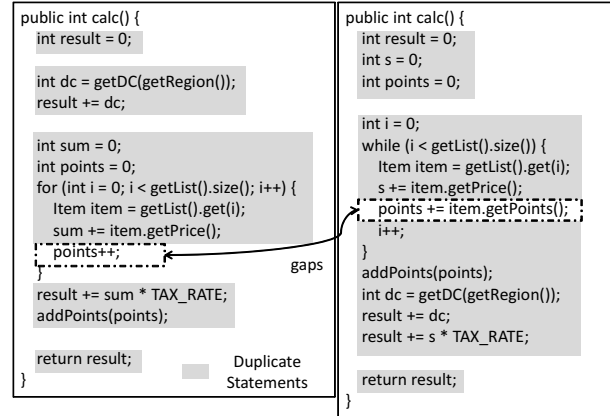 public int calc() {
int result = 0;
int dc = getDC(getRegion());
result += dc;
int sum = 0;
int points = 0;
for (int i = 0; i < getList().size(); i++) {
Item item = getList().get(i);
sum += item.getPrice();
points++;
}
result += sum * TAX_RATE;
addPoints(points);
return result;
}
Duplicate
Statements
gaps
public int calc() {
int result = 0;
int s = 0;
int points = 0;
int i = 0;
while (i < getList().size()) {
Item item = getList().get(i);
s += item.getPrice();
points += item.getPoints();
i++;
}
addPoints(points);
int dc = getDC(getRegion());
result += dc;
result += s * TAX_RATE;
return result;
}